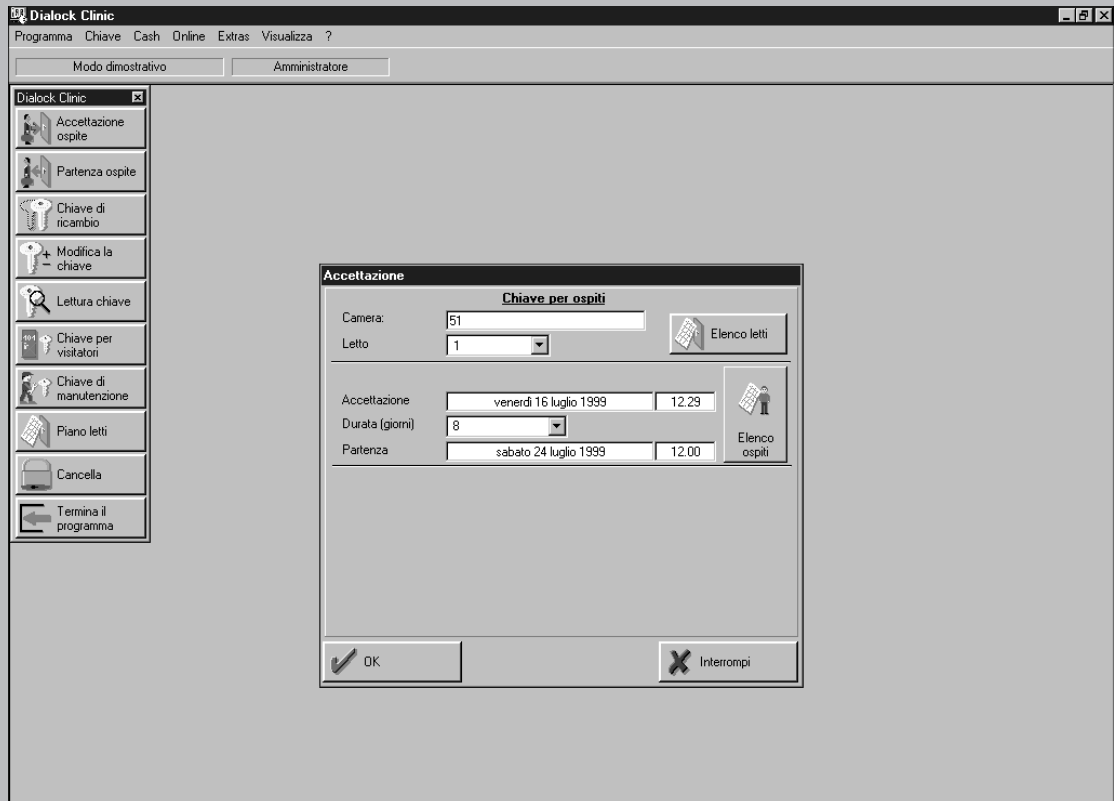 Dialock Clinic
Programma Chiave Cash Online Extras Visualizza ?
Modo dimostrativo Amministratore
Dialock Clinic
Accettazione
ospite
Partenza ospite
Chiave di
ricambio
Modifica la
chiave
Lettura chiave
101
Chiave per
visitatori
Chiave di
manutenzione
Piano letti
Cancella
Termina il
programma
Accettazione
Chiave per ospiti
Camera: 51
Elenco letti
Letto 1
Accettazione venerdì 16 luglio 1999 12.29
Durata (giorni) 8
Partenza sabato 24 luglio 1999 12.00
Elenco
ospiti
OK Interrompi